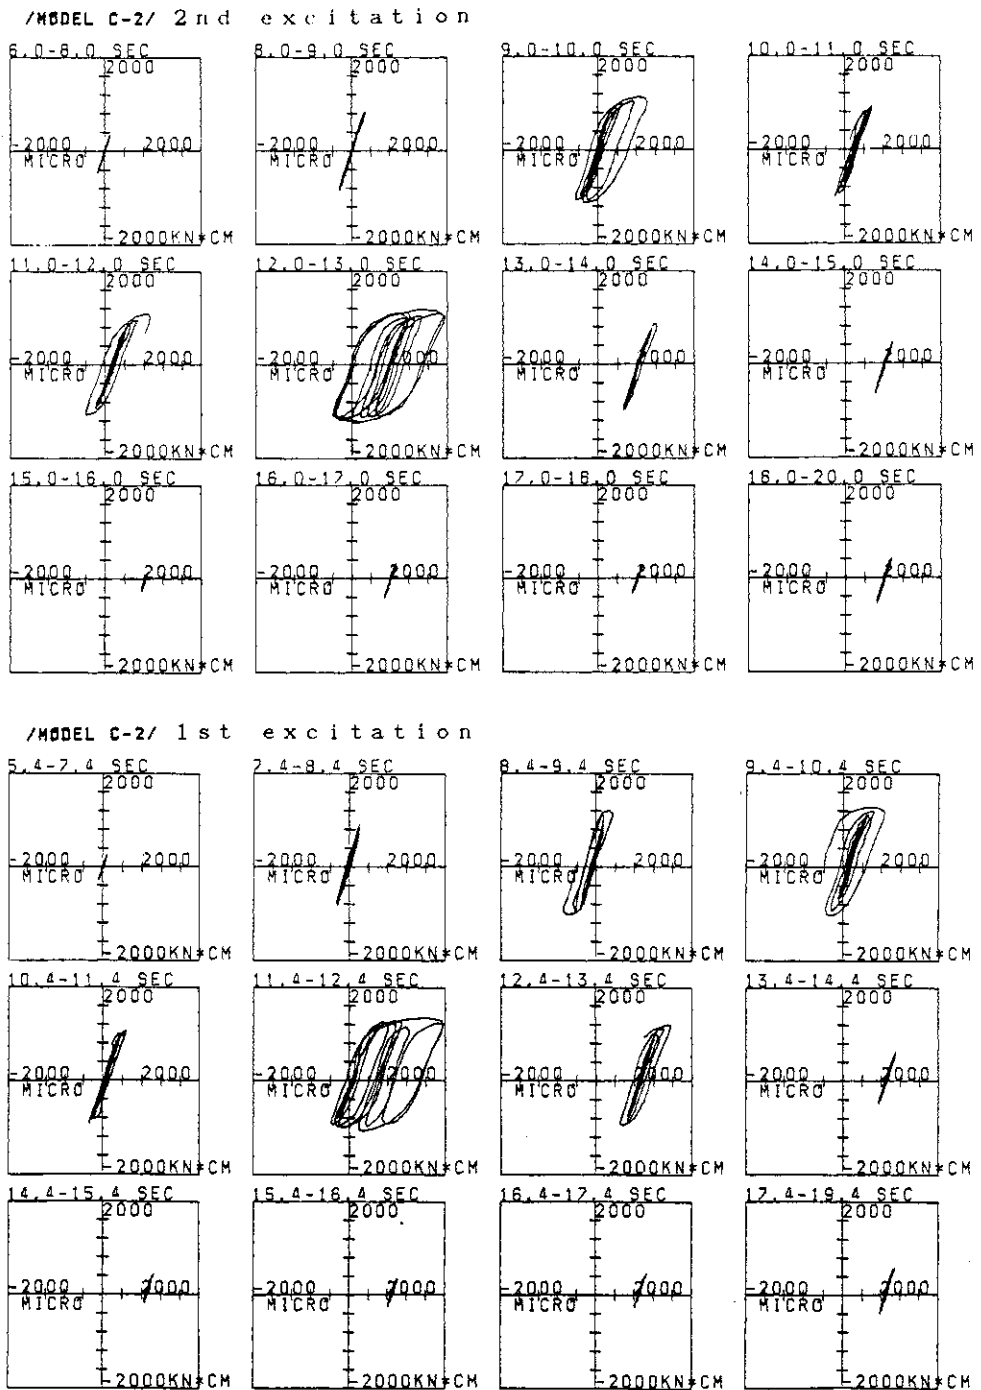 /MODEL C-2/ 2nd excitation
6.0-8.0 SEC 8.0-9.0 SEC 9.0-10.0 SEC 10.0-11.0 SEC
2000 2000 2000 2000
-2000 2000 -2000 2000 -2000 2000 -2000 2000
MICRO MICRO MICRO MICRO
-2000KN*CM -2000KN*CM -2000KN*CM -2000KN*CM
11.0-12.0 SEC 12.0-13.0 SEC 13.0-14.0 SEC 14.0-15.0 SEC
2000 2000 2000 2000
-2000 2000 -2000 2000 -2000 2000 -2000 2000
MICRO MICRO MICRO MICRO
-2000KN*CM -2000KN*CM -2000KN*CM -2000KN*CM
15.0-16.0 SEC 16.0-17.0 SEC 17.0-18.0 SEC 18.0-20.0 SEC
2000 2000 2000 2000
-2000 2000 -2000 2000 -2000 2000 -2000 2000
MICRO MICRO MICRO MICRO
-2000KN*CM -2000KN*CM -2000KN*CM -2000KN*CM
/MODEL C-2/ 1st excitation
5.4-7.4 SEC 7.4-8.4 SEC 8.4-9.4 SEC 9.4-10.4 SEC
2000 2000 2000 2000
-2000 2000 -2000 2000 -2000 2000 -2000 2000
MICRO MICRO MICRO MICRO
-2000KN*CM -2000KN*CM -2000KN*CM -2000KN*CM
10.4-11.4 SEC 11.4-12.4 SEC 12.4-13.4 SEC 13.4-14.4 SEC
2000 2000 2000 2000
-2000 2000 -2000 2000 -2000 2000 -2000 2000
MICRO MICRO MICRO MICRO
-2000KN*CM -2000KN*CM -2000KN*CM -2000KN*CM
14.4-15.4 SEC 15.4-16.4 SEC 16.4-17.4 SEC 17.4-19.4 SEC
2000 2000 2000 2000
-2000 2000 -2000 2000 -2000 2000 -2000 2000
MICRO MICRO MICRO MICRO
-2000KN*CM -2000KN*CM -2000KN*CM -2000KN*CM